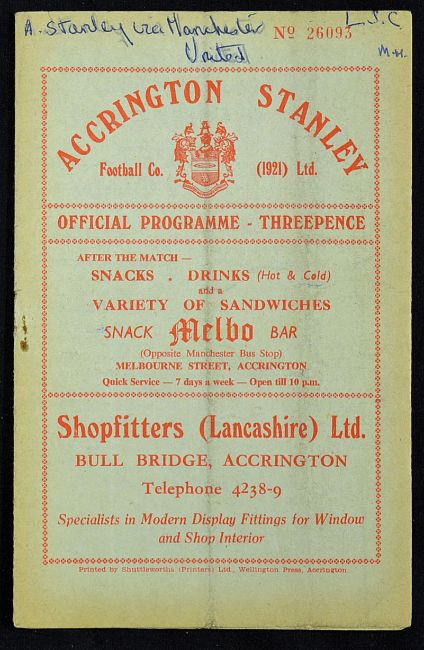 A. Stanley via Manchester
United
Nº 26093
L.S.C
M.H.
ACCRINGTON STANLEY
Football Co. (1921) Ltd.
OFFICIAL PROGRAMME - THREEPENCE
AFTER THE MATCH —
SNACKS . DRINKS (Hot & Cold)
and a
VARIETY OF SANDWICHES
SNACK Melbo BAR
(Opposite Manchester Bus Stop)
MELBOURNE STREET, ACCRINGTON
Quick Service — 7 days a week — Open till 10 p.m.
Shopfitters (Lancashire) Ltd.
BULL BRIDGE, ACCRINGTON
Telephone 4238-9
Specialists in Modern Display Fittings for Window
and Shop Interior
Printed by Shuttleworths (Printers) Ltd., Wellington Press, Accrington.